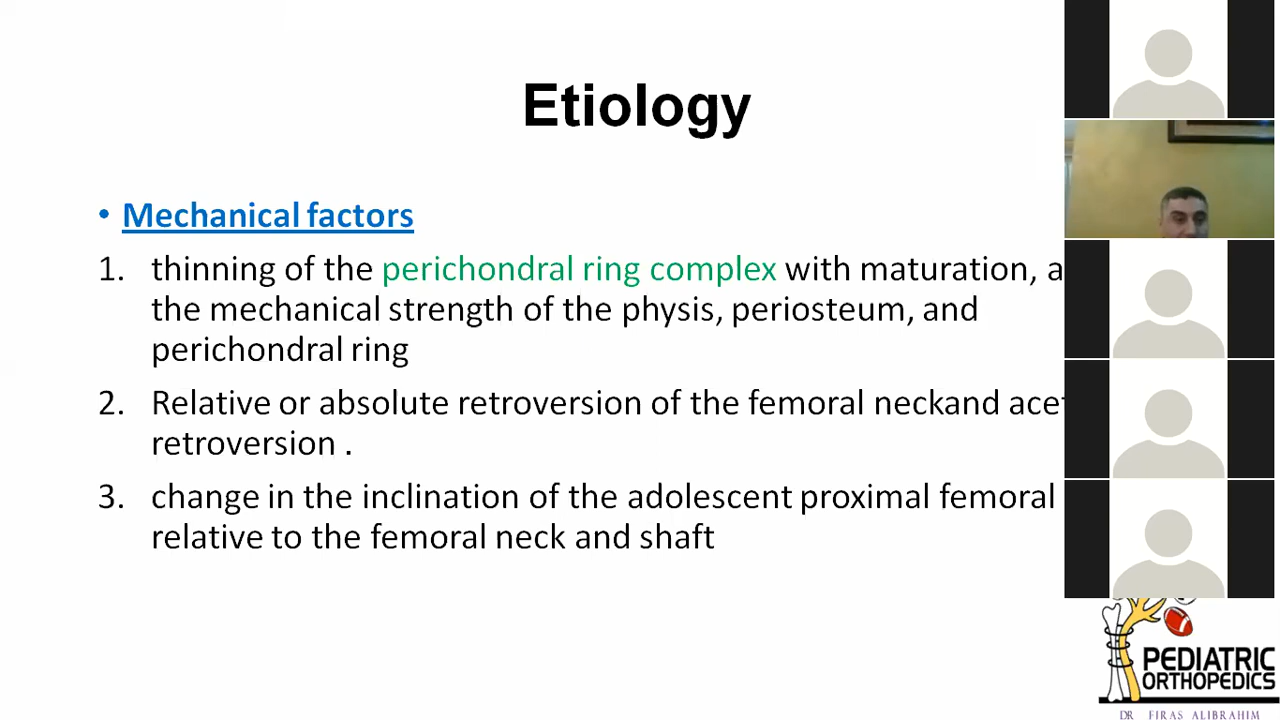 Etiology
• Mechanical factors
1. thinning of the perichondral ring complex with maturation, a
the mechanical strength of the physis, periosteum, and
perichondral ring
2. Relative or absolute retroversion of the femoral neckand ace
retroversion .
3. change in the inclination of the adolescent proximal femoral
relative to the femoral neck and shaft
PEDIATRIC
ORTHOPEDICS
DR FIRAS ALIBRAHIM